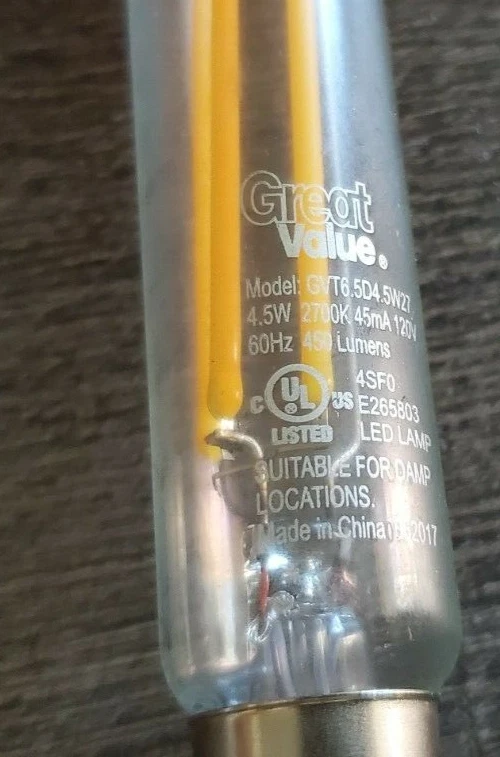 Great
Value®
Model: GVT6.5D4.5W27
4.5W 2700K 45mA 120V
60Hz 450 Lumens
C UL® US
LISTED
4SF0
E265803
LED LAMP
SUITABLE FOR DAMP
LOCATIONS.
Made in China 2017